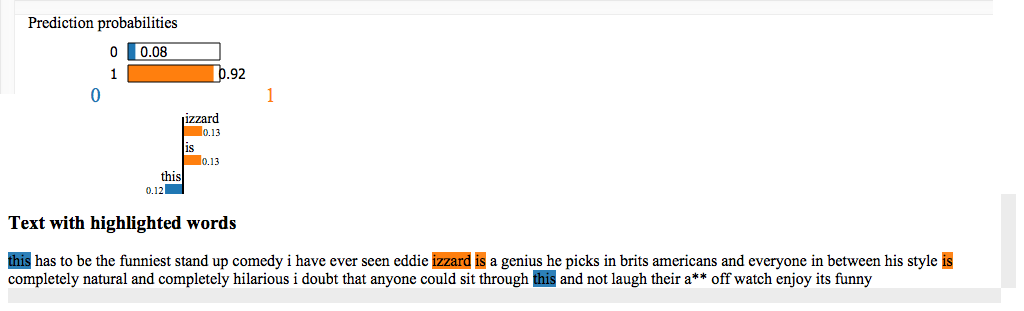 Prediction probabilities
0 0.08
1 0.92
0 1
izzard
0.13
is
0.13
this
0.12
Text with highlighted words
this has to be the funniest stand up comedy i have ever seen eddie izzard is a genius he picks in brits americans and everyone in between his style is
completely natural and completely hilarious i doubt that anyone could sit through this and not laugh their a** off watch enjoy its funny